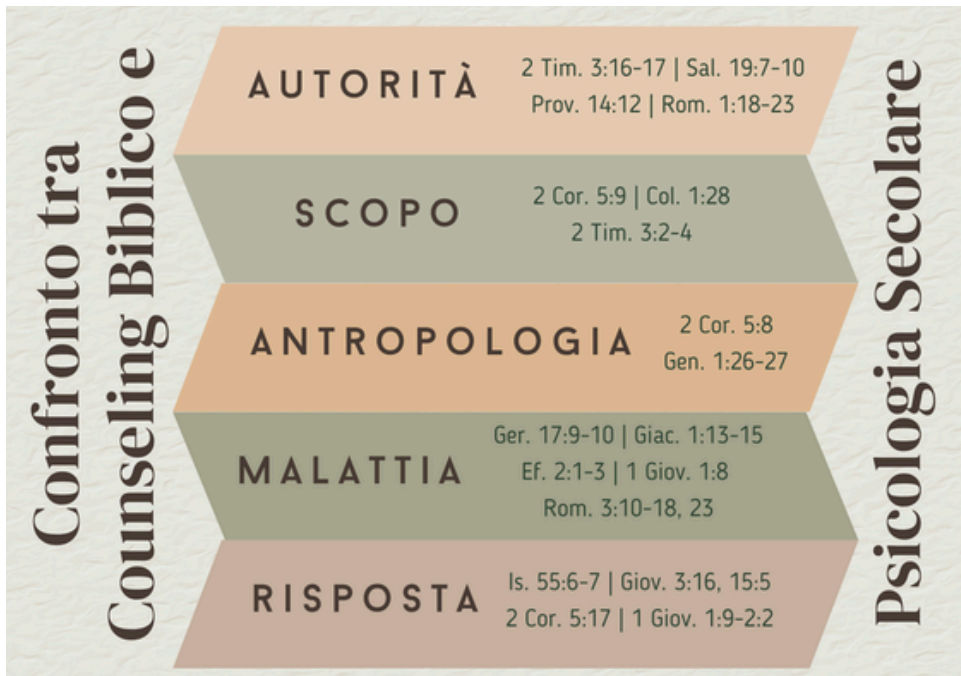 Confronto tra
Counseling Biblico e
AUTORITÀ
2 Tim. 3:16-17 | Sal. 19:7-10
Prov. 14:12 | Rom. 1:18-23
SCOPO
2 Cor. 5:9 | Col. 1:28
2 Tim. 3:2-4
ANTROPOLOGIA
2 Cor. 5:8
Gen. 1:26-27
MALATTIA
Ger. 17:9-10 | Giac. 1:13-15
Ef. 2:1-3 | 1 Giov. 1:8
Rom. 3:10-18, 23
RISPOSTA
Is. 55:6-7 | Giov. 3:16, 15:5
2 Cor. 5:17 | 1 Giov. 1:9-2:2
Psicologia Secolare